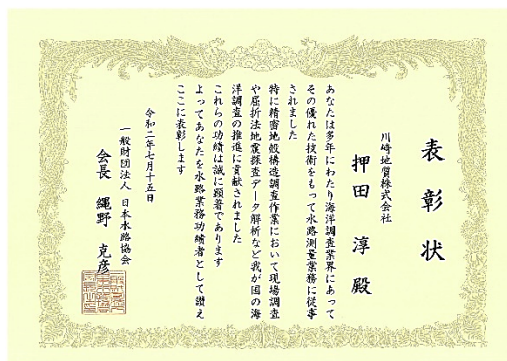 表彰状
川崎地質株式会社
押田 淳 殿
あなたは多年にわたり海洋調査業界にあって
その優れた技術をもって水路測量業務に従事
されました
特に精密地殻構造調査作業において現場調査
や屈折法地震探査データ解析など我が国の海
洋調査の推進に貢献されました
これらの功績は誠に顕著であります
よってあなたを水路業務功績者として讃え
ここに表彰します
令和二年七月十五日
一般財団法人 日本水路協会
会長 縄野 克彦